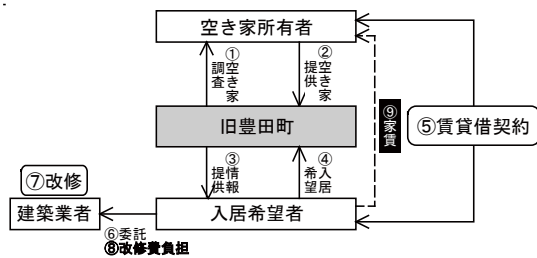 空き家所有者
①空き家
調査
②空き家
提供
旧豊田町
⑨家賃
⑤賃貸借契約
③情報
提供
④入居
希望
⑦改修
建築業者
入居希望者
⑥委託
⑧改修費負担